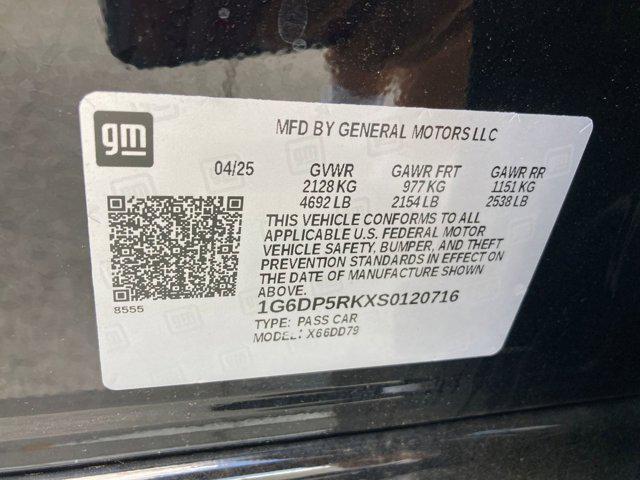 gm
MFD BY GENERAL MOTORS LLC
04/25 GVWR GAWR FRT GAWR RR
2128 KG 977 KG 1151 KG
4692 LB 2154 LB 2538 LB
THIS VEHICLE CONFORMS TO ALL
APPLICABLE U.S. FEDERAL MOTOR
VEHICLE SAFETY, BUMPER, AND THEFT
PREVENTION STANDARDS IN EFFECT ON
THE DATE OF MANUFACTURE SHOWN
ABOVE.
8555
1G6DP5RKXS0120716
TYPE: PASS CAR
MODEL: X66DD79